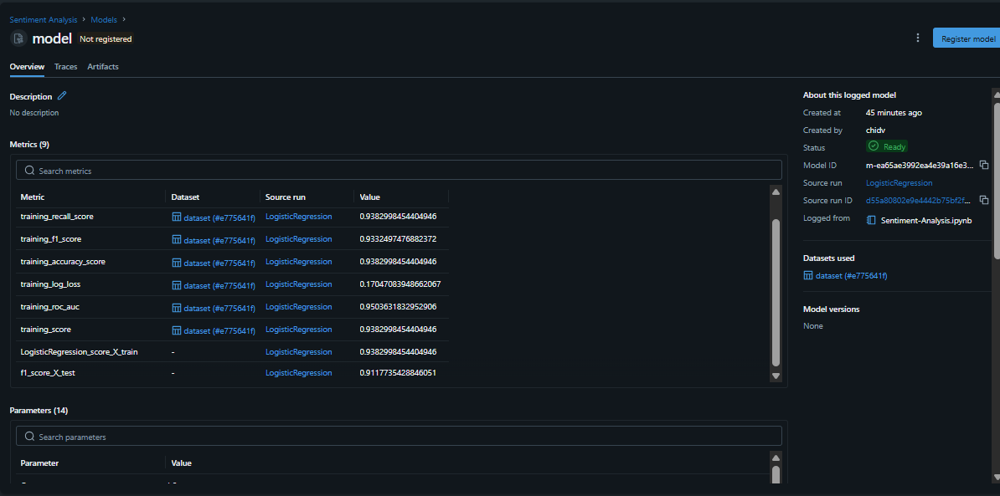 Sentiment Analysis > Models >
model Not registered
Register model
Overview Traces Artifacts
Description
No description
Metrics (9)
Search metrics
Metric Dataset Source run Value
training_recall_score dataset (#e775641f) LogisticRegression 0.9382998454404946
training_f1_score dataset (#e775641f) LogisticRegression 0.9332497476882372
training_accuracy_score dataset (#e775641f) LogisticRegression 0.9382998454404946
training_log_loss dataset (#e775641f) LogisticRegression 0.17047083948662067
training_roc_auc dataset (#e775641f) LogisticRegression 0.9503631832952906
training_score dataset (#e775641f) LogisticRegression 0.9382998454404946
LogisticRegression_score_X_train - LogisticRegression 0.9382998454404946
f1_score_X_test - LogisticRegression 0.9117735428846051
Parameters (14)
Search parameters
Parameter Value
About this logged model
Created at 45 minutes ago
Created by chidv
Status Ready
Model ID m-ea65ae3992ea4e39a16e3...
Source run LogisticRegression
Source run ID d55a80802e9e4442b75bf2f...
Logged from Sentiment-Analysis.ipynb
Datasets used
dataset (#e775641f)
Model versions
None